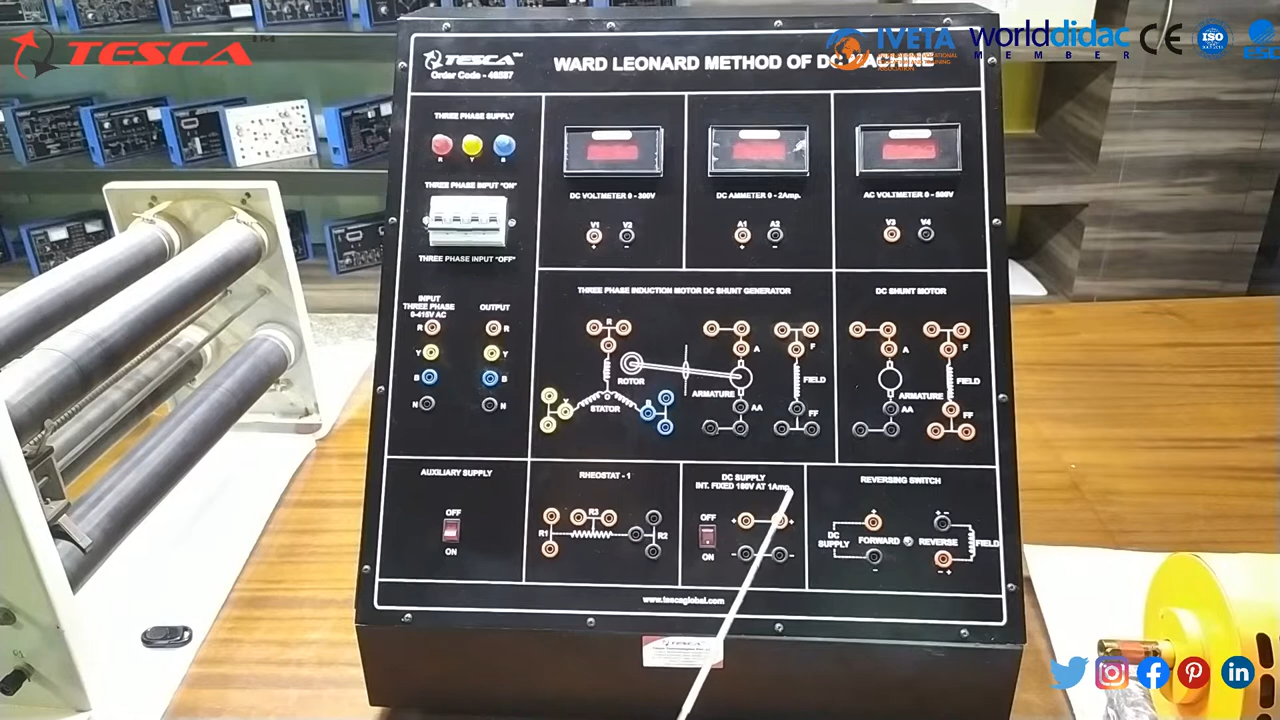 TESCA
TM
IVETA
worlddidac
MEMBER
CE
ISO
TESCA
Order Code - 46587
WARD LEONARD METHOD OF DC MACHINE
THREE PHASE SUPPLY
R Y B
THREE PHASE INPUT "ON"
THREE PHASE INPUT "OFF"
DC VOLTMETER 0 - 300V
V1 V2
+ -
DC AMMETER 0 - 2Amp.
A1 A2
+ -
AC VOLTMETER 0 - 500V
V3 V4
INPUT
THREE PHASE
0-415V AC
OUTPUT
R R
Y Y
B B
N N
THREE PHASE INDUCTION MOTOR DC SHUNT GENERATOR
R
ROTOR
STATOR
Y
A
ARMATURE
AA
F
FIELD
FF
DC SHUNT MOTOR
A
ARMATURE
AA
F
FIELD
FF
AUXILIARY SUPPLY
OFF
ON
RHEOSTAT - 1
R3
R1 R2
DC SUPPLY
INT. FIXED 180V AT 1Amp.
OFF
ON
+ +
- -
REVERSING SWITCH
DC
SUPPLY
+
-
FORWARD
REVERSE
+ -
- +
FIELD
www.tescaglobal.com
TESCA
in